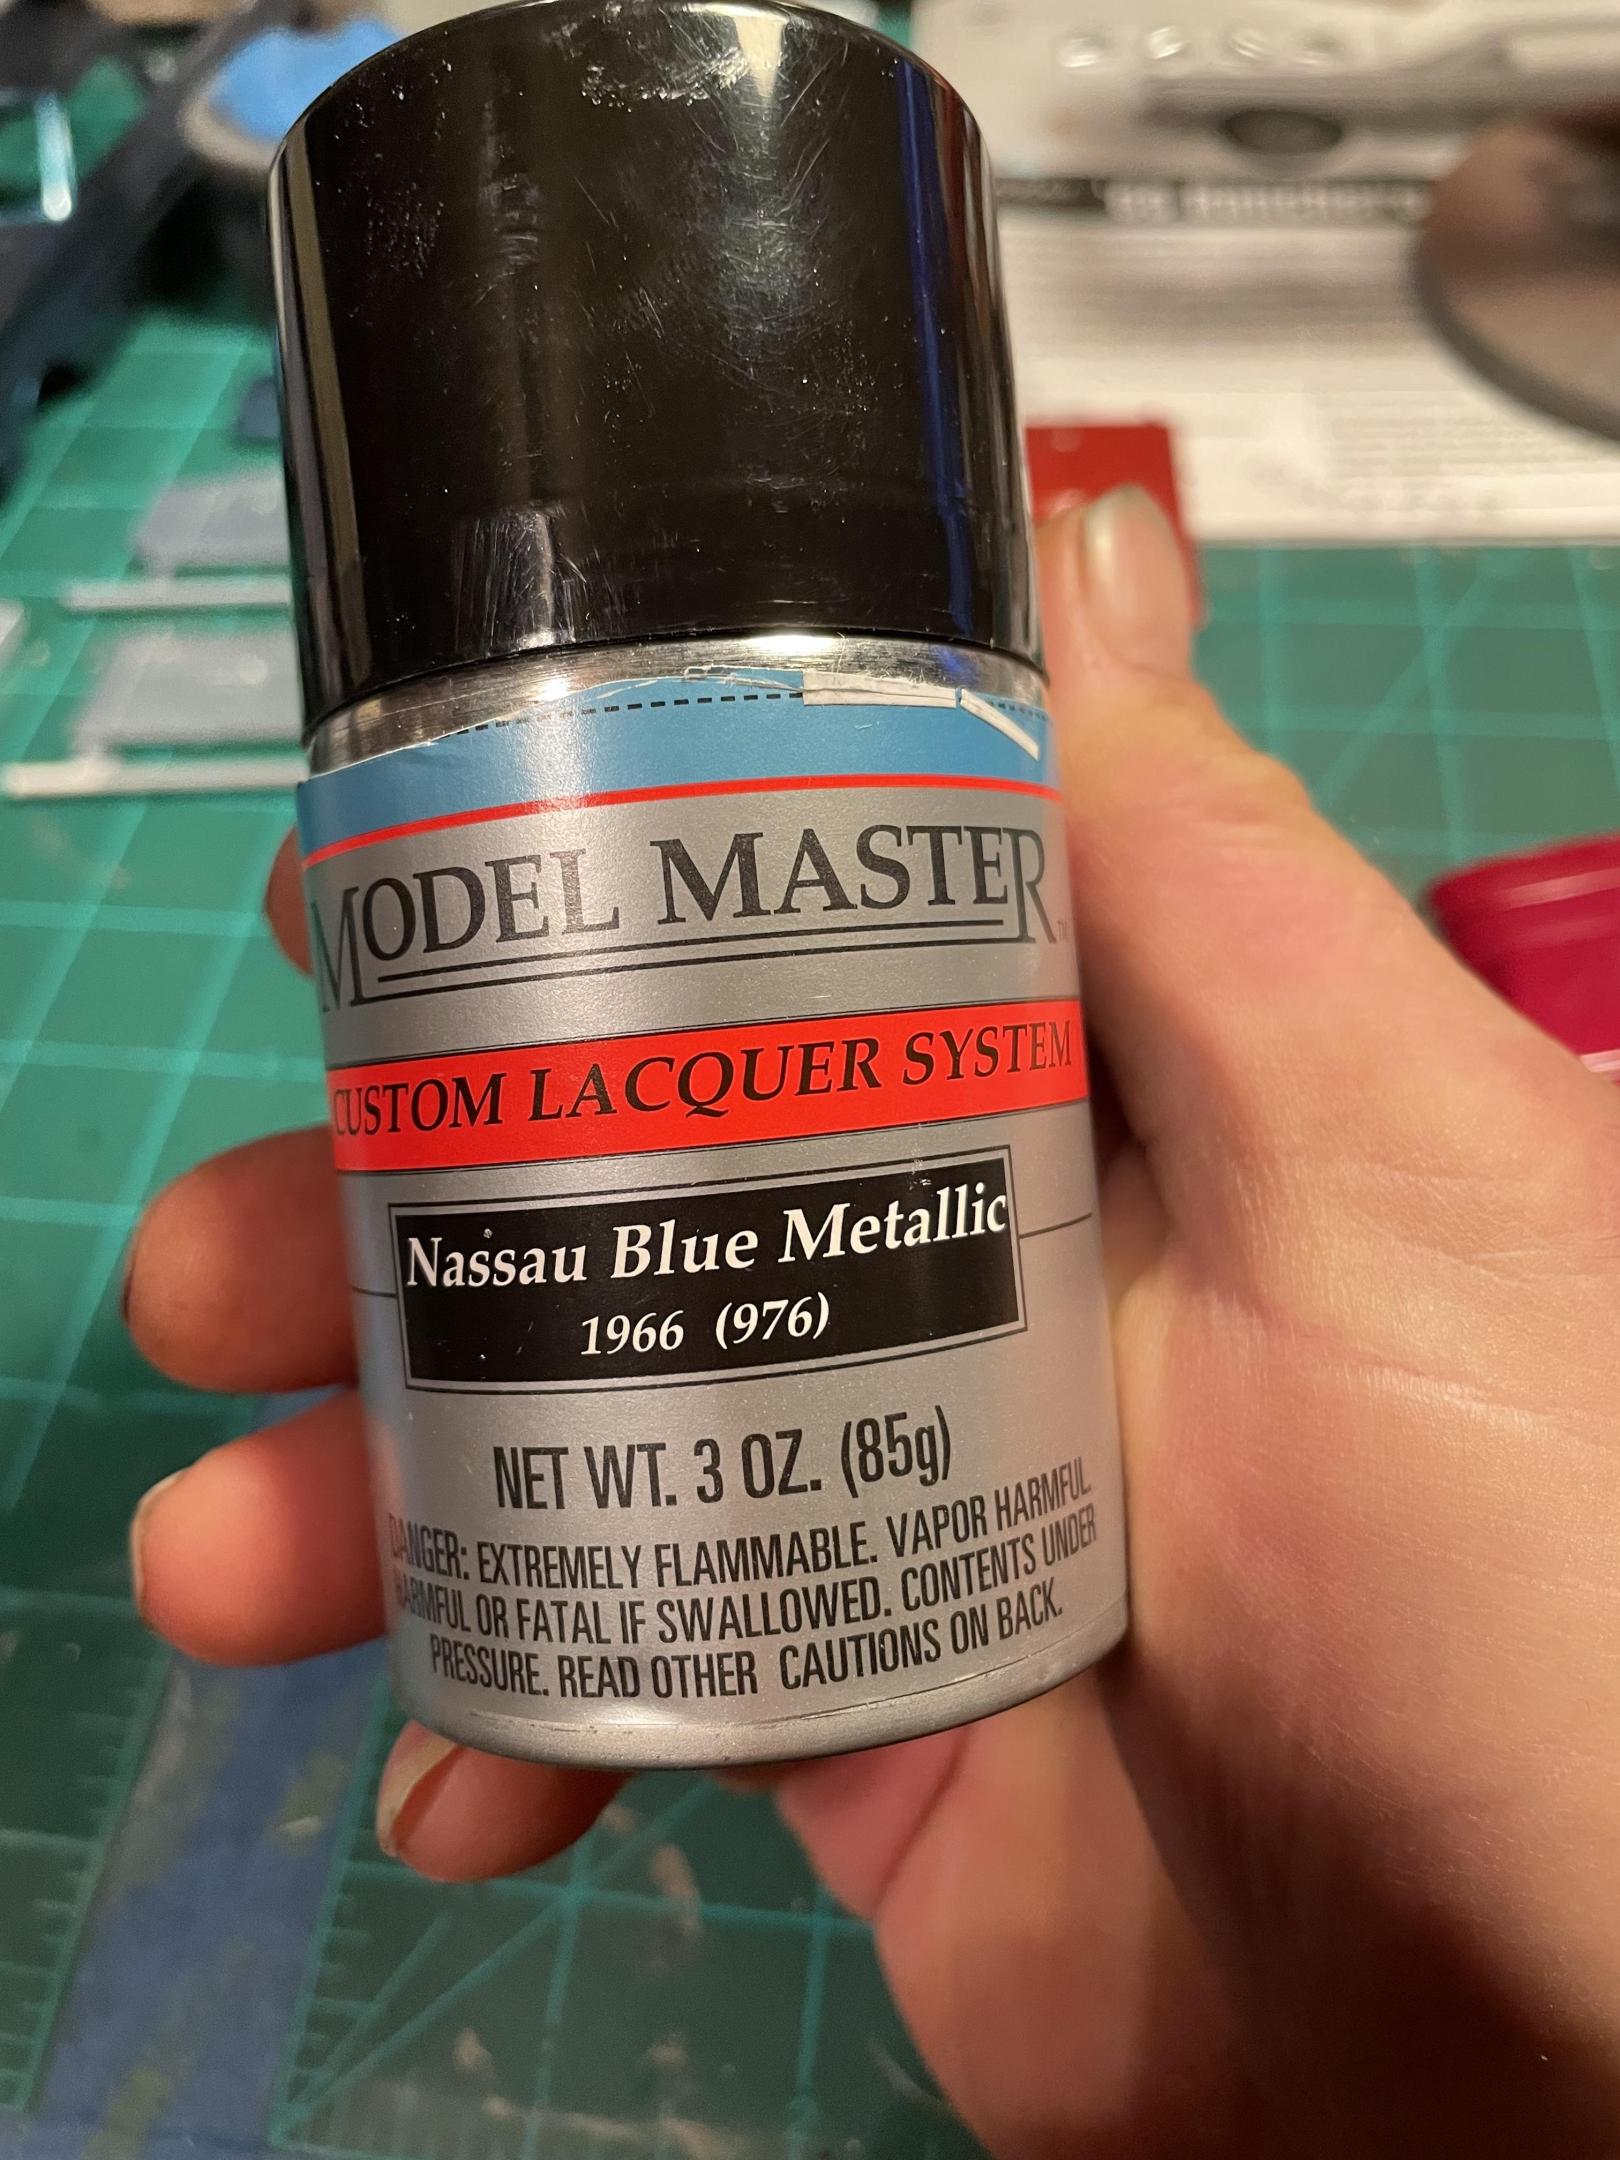 MODEL MASTER™
CUSTOM LACQUER SYSTEM
Nassau Blue Metallic
1966 (976)
NET WT. 3 OZ. (85g)
DANGER: EXTREMELY FLAMMABLE. VAPOR HARMFUL.
HARMFUL OR FATAL IF SWALLOWED. CONTENTS UNDER
PRESSURE. READ OTHER CAUTIONS ON BACK.